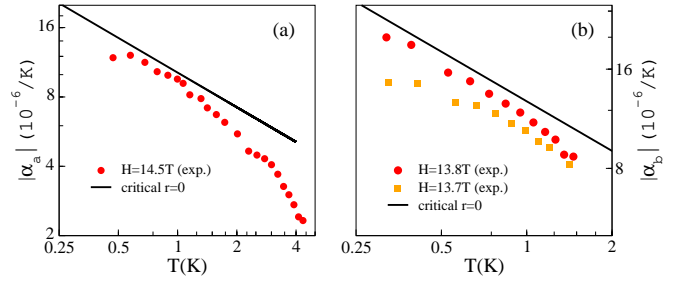 (a)
16
8
4
2
|α_a| (10^-6/K)
H=14.5T (exp.)
critical r=0
0.25 0.5 1 2 4
T(K)
(b)
16
8
|α_b| (10^-6/K)
H=13.8T (exp.)
H=13.7T (exp.)
critical r=0
0.25 0.5 1 2
T(K)